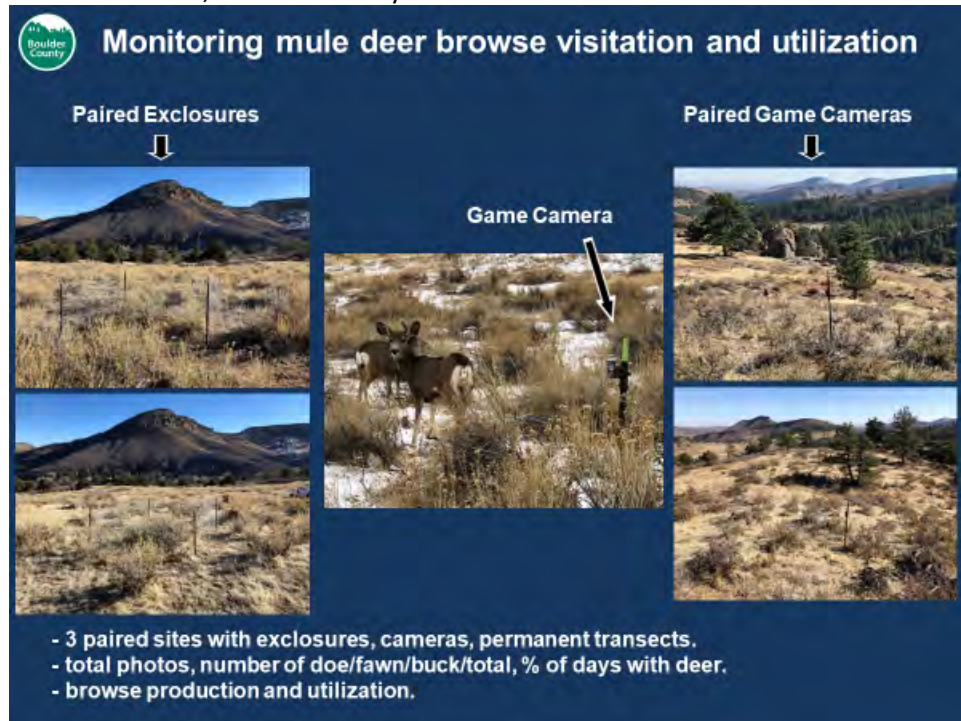 Boulder
County
Monitoring mule deer browse visitation and utilization
Paired Exclosures
Paired Game Cameras
Game Camera
- 3 paired sites with exclosures, cameras, permanent transects.
- total photos, number of doe/fawn/buck/total, % of days with deer.
- browse production and utilization.